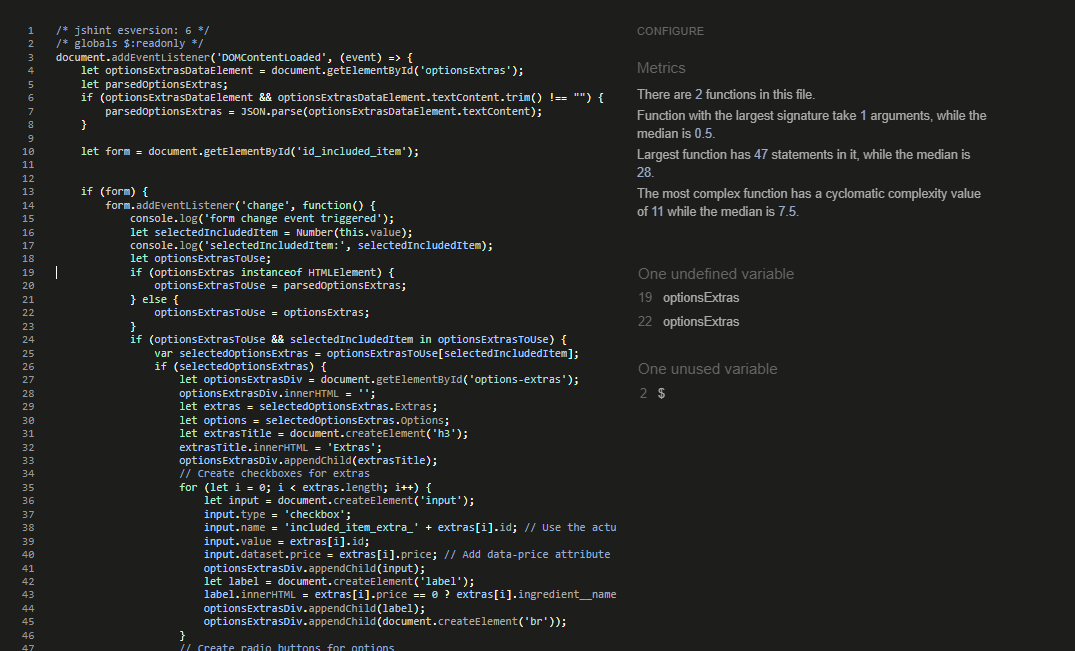 1 /* jshint esversion: 6 */
2 /* globals $:readonly */
3 document.addEventListener('DOMContentLoaded', (event) => {
4 let optionsExtrasDataElement = document.getElementById('optionsExtras');
5 let parsedOptionsExtras;
6 if (optionsExtrasDataElement && optionsExtrasDataElement.textContent.trim() !== "") {
7 parsedOptionsExtras = JSON.parse(optionsExtrasDataElement.textContent);
8 }
9
10 let form = document.getElementById('id_included_item');
11
12
13 if (form) {
14 form.addEventListener('change', function() {
15 console.log('form change event triggered');
16 let selectedIncludedItem = Number(this.value);
17 console.log('selectedIncludedItem:', selectedIncludedItem);
18 let optionsExtrasToUse;
19 if (optionsExtras instanceof HTMLElement) {
20 optionsExtrasToUse = parsedOptionsExtras;
21 } else {
22 optionsExtrasToUse = optionsExtras;
23 }
24 if (optionsExtrasToUse && selectedIncludedItem in optionsExtrasToUse) {
25 var selectedOptionsExtras = optionsExtrasToUse[selectedIncludedItem];
26 if (selectedOptionsExtras) {
27 let optionsExtrasDiv = document.getElementById('options-extras');
28 optionsExtrasDiv.innerHTML = '';
29 let extras = selectedOptionsExtras.Extras;
30 let options = selectedOptionsExtras.Options;
31 let extrasTitle = document.createElement('h3');
32 extrasTitle.innerHTML = 'Extras';
33 optionsExtrasDiv.appendChild(extrasTitle);
34 // Create checkboxes for extras
35 for (let i = 0; i < extras.length; i++) {
36 let input = document.createElement('input');
37 input.type = 'checkbox';
38 input.name = 'included_item_extra_' + extras[i].id; // Use the actu
39 input.value = extras[i].id;
40 input.dataset.price = extras[i].price; // Add data-price attribute
41 optionsExtrasDiv.appendChild(input);
42 let label = document.createElement('label');
43 label.innerHTML = extras[i].price == 0 ? extras[i].ingredient__name
44 optionsExtrasDiv.appendChild(label);
45 optionsExtrasDiv.appendChild(document.createElement('br'));
46 }
47 // Create radio buttons for options
CONFIGURE
Metrics
There are 2 functions in this file.
Function with the largest signature take 1 arguments, while the
median is 0.5.
Largest function has 47 statements in it, while the median is
28.
The most complex function has a cyclomatic complexity value
of 11 while the median is 7.5.
One undefined variable
19 optionsExtras
22 optionsExtras
One unused variable
2 $